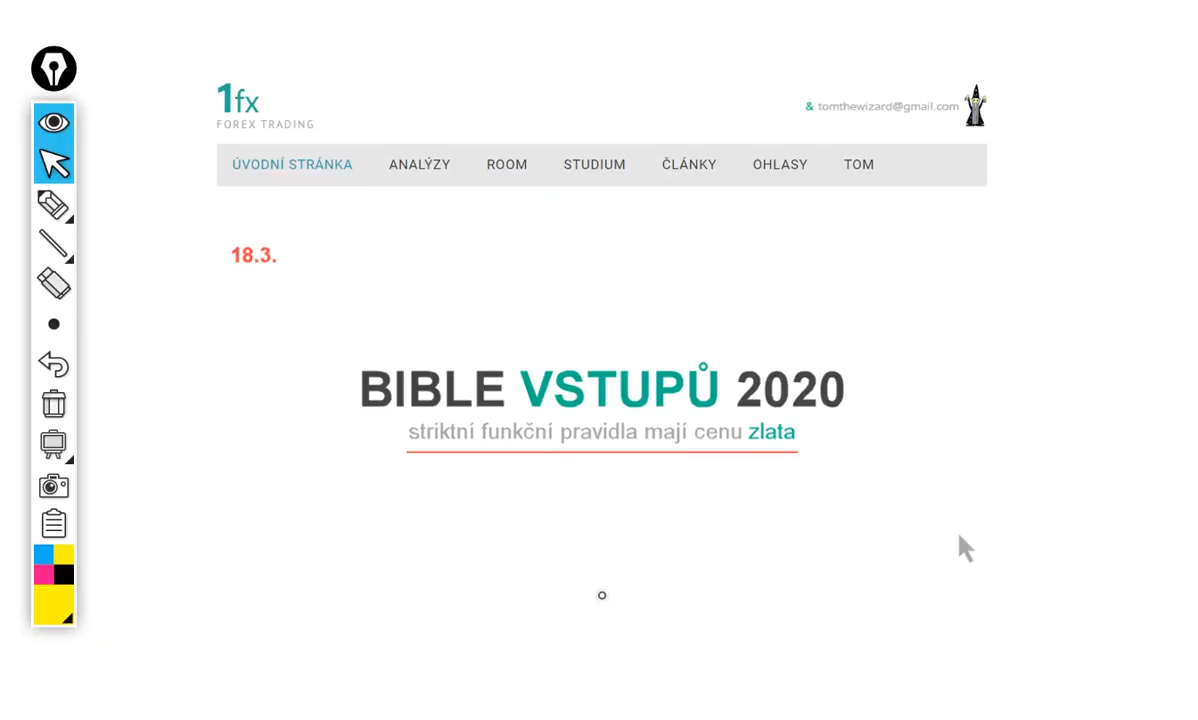 1fx
FOREX TRADING
& tomthewizard@gmail.com
ÚVODNÍ STRÁNKA ANALÝZY ROOM STUDIUM ČLÁNKY OHLASY TOM
18.3.
BIBLE VSTUPŮ 2020
striktní funkční pravidla mají cenu zlata